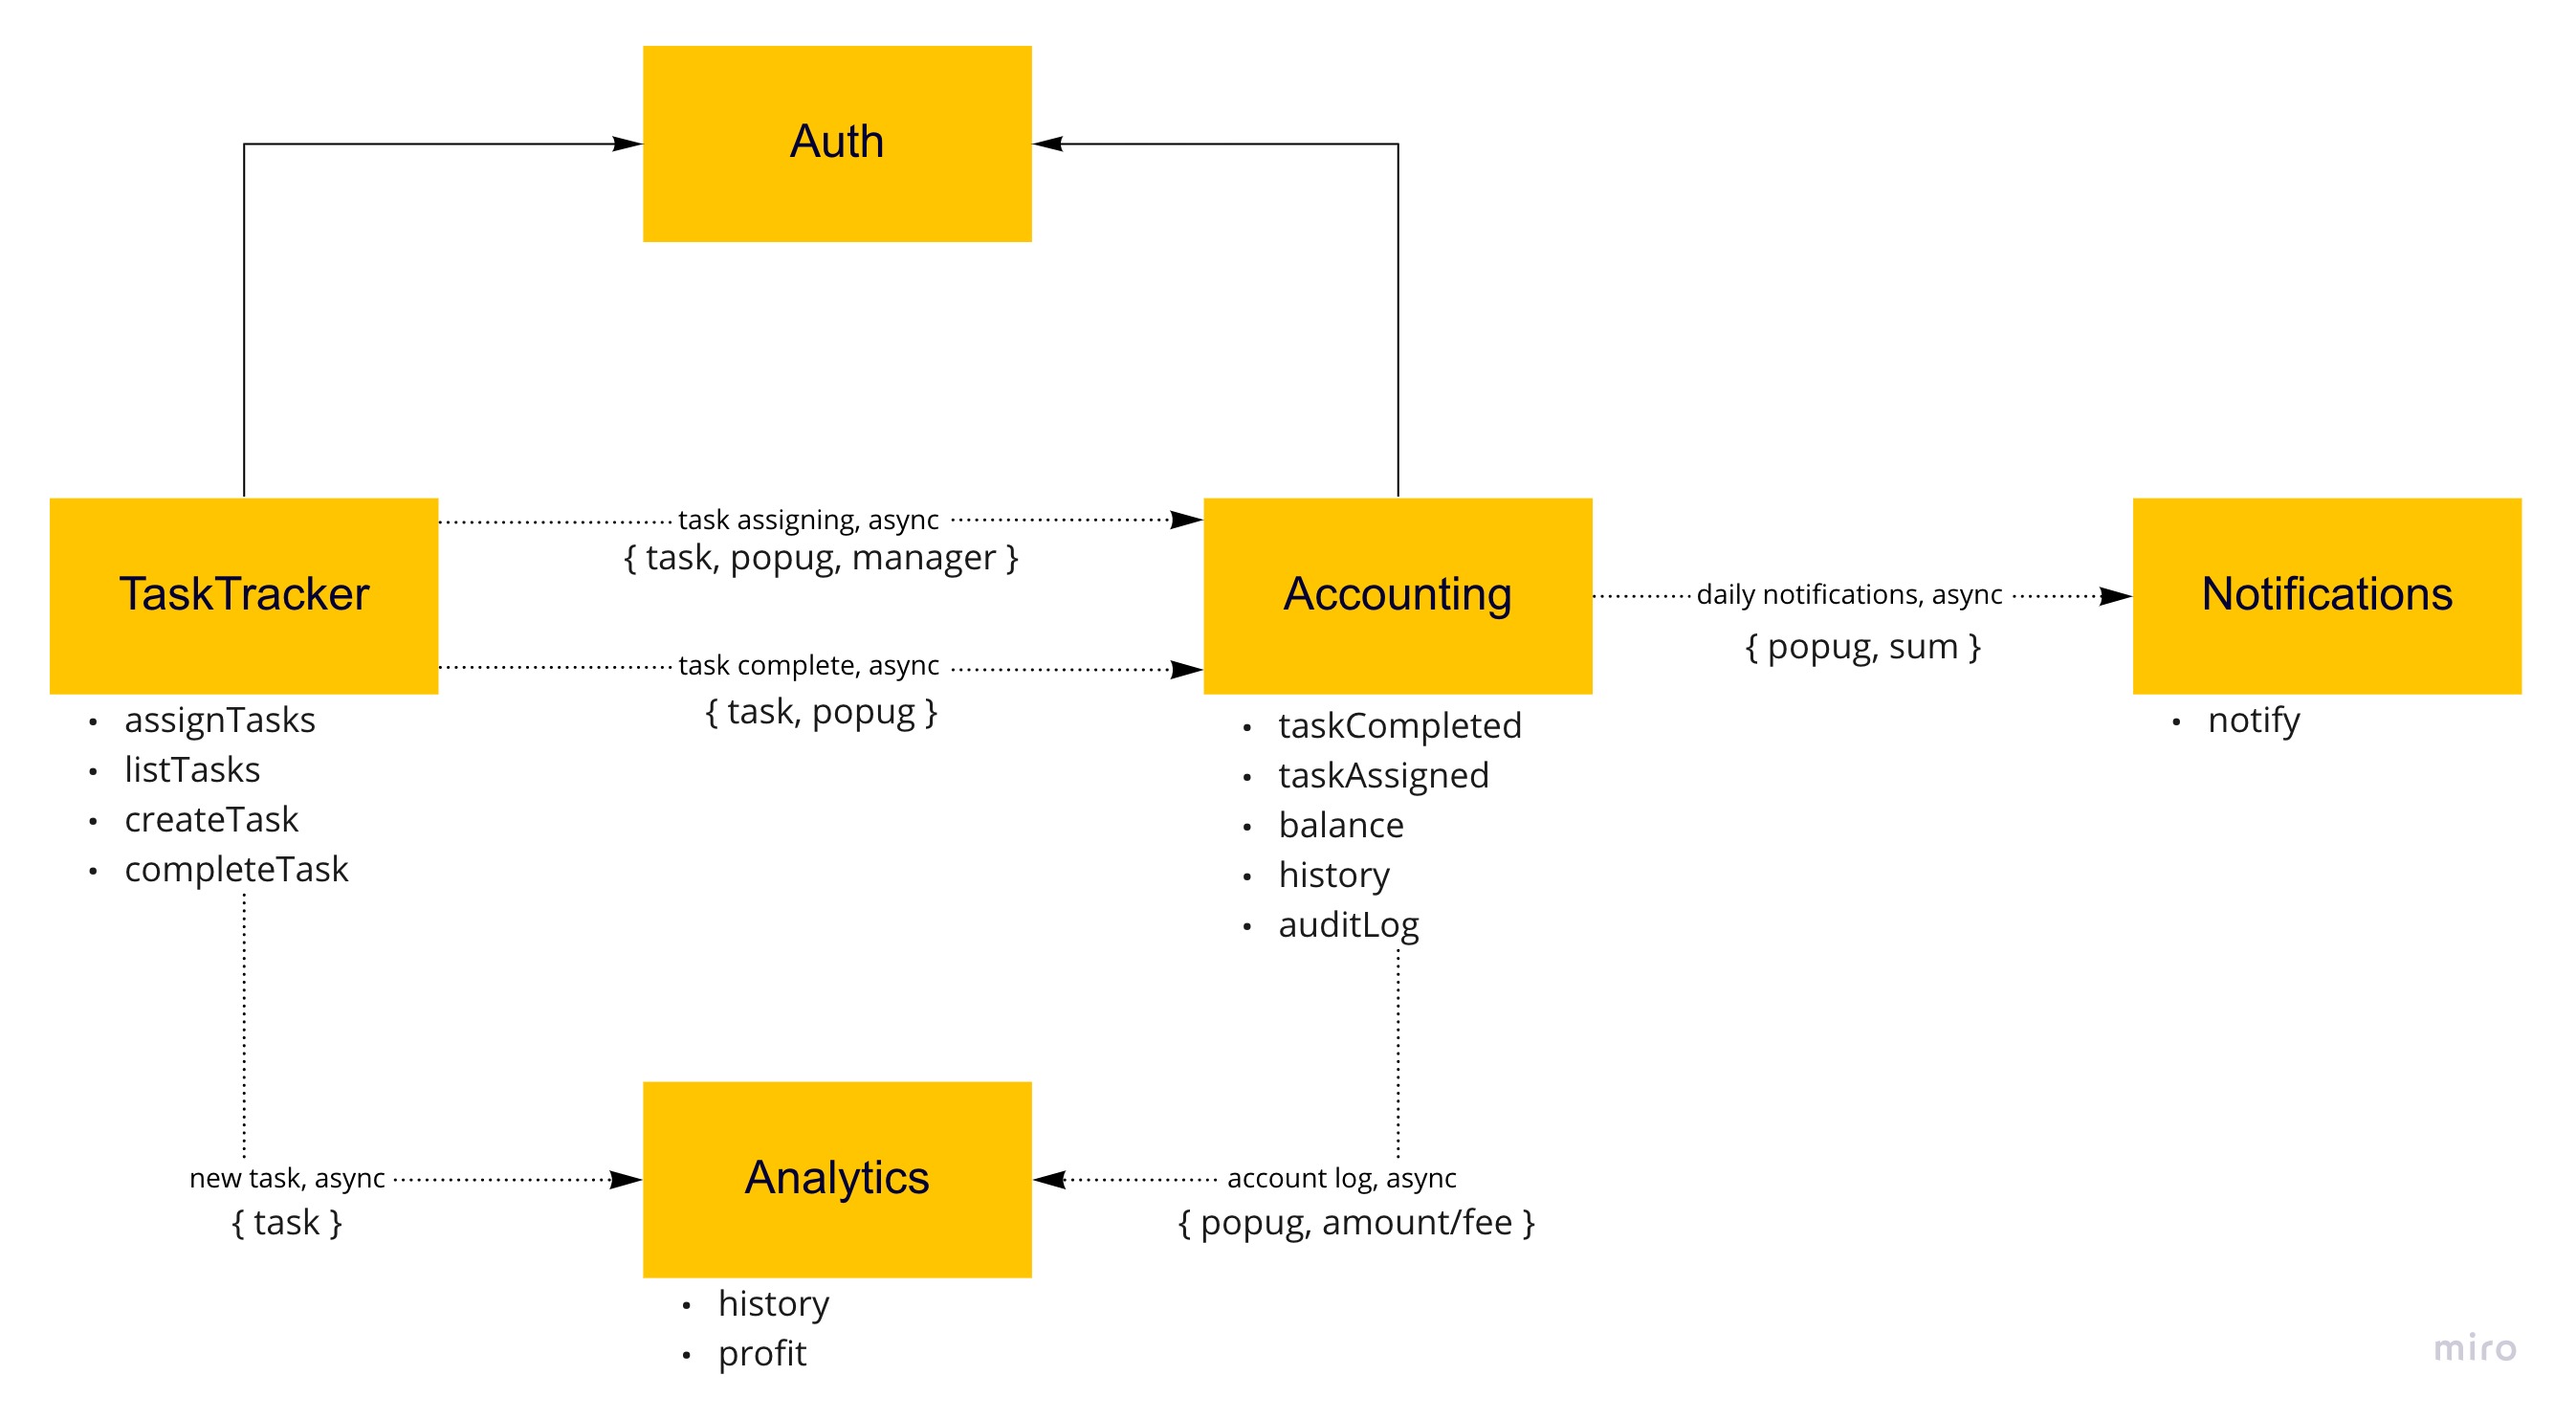 Auth
TaskTracker
task assigning, async
{ task, popug, manager }
task complete, async
{ task, popug }
Accounting
daily notifications, async
{ popug, sum }
Notifications
• assignTasks
• listTasks
• createTask
• completeTask
• taskCompleted
• taskAssigned
• balance
• history
• auditLog
• notify
new task, async
{ task }
Analytics
account log, async
{ popug, amount/fee }
• history
• profit
miro